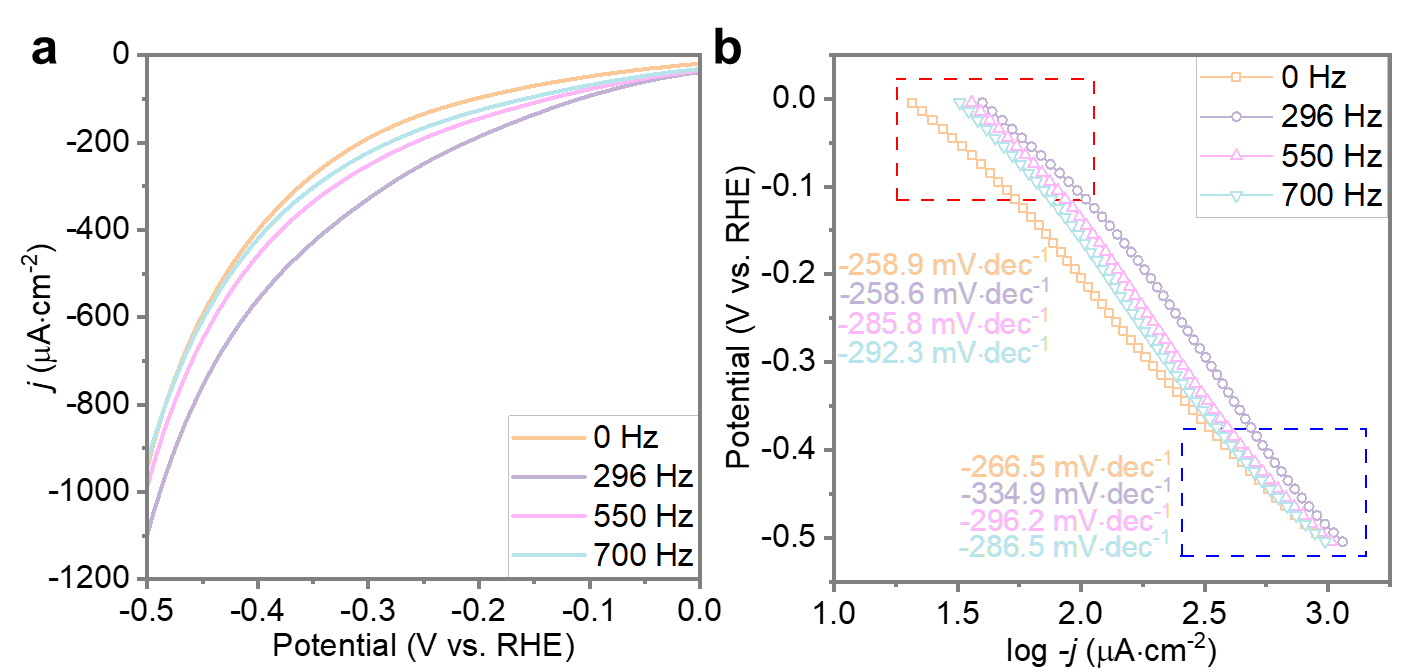 a
0
-200
-400
-600
-800
-1000
-1200
j (μA·cm⁻²)
0 Hz
296 Hz
550 Hz
700 Hz
-0.5 -0.4 -0.3 -0.2 -0.1 0.0
Potential (V vs. RHE)
b
0.0
-0.1
-0.2
-0.3
-0.4
-0.5
Potential (V vs. RHE)
0 Hz
296 Hz
550 Hz
700 Hz
-258.9 mV·dec⁻¹
-258.6 mV·dec⁻¹
-285.8 mV·dec⁻¹
-292.3 mV·dec⁻¹
-266.5 mV·dec⁻¹
-334.9 mV·dec⁻¹
-296.2 mV·dec⁻¹
-286.5 mV·dec⁻¹
1.0 1.5 2.0 2.5 3.0
log -j (μA·cm⁻²)